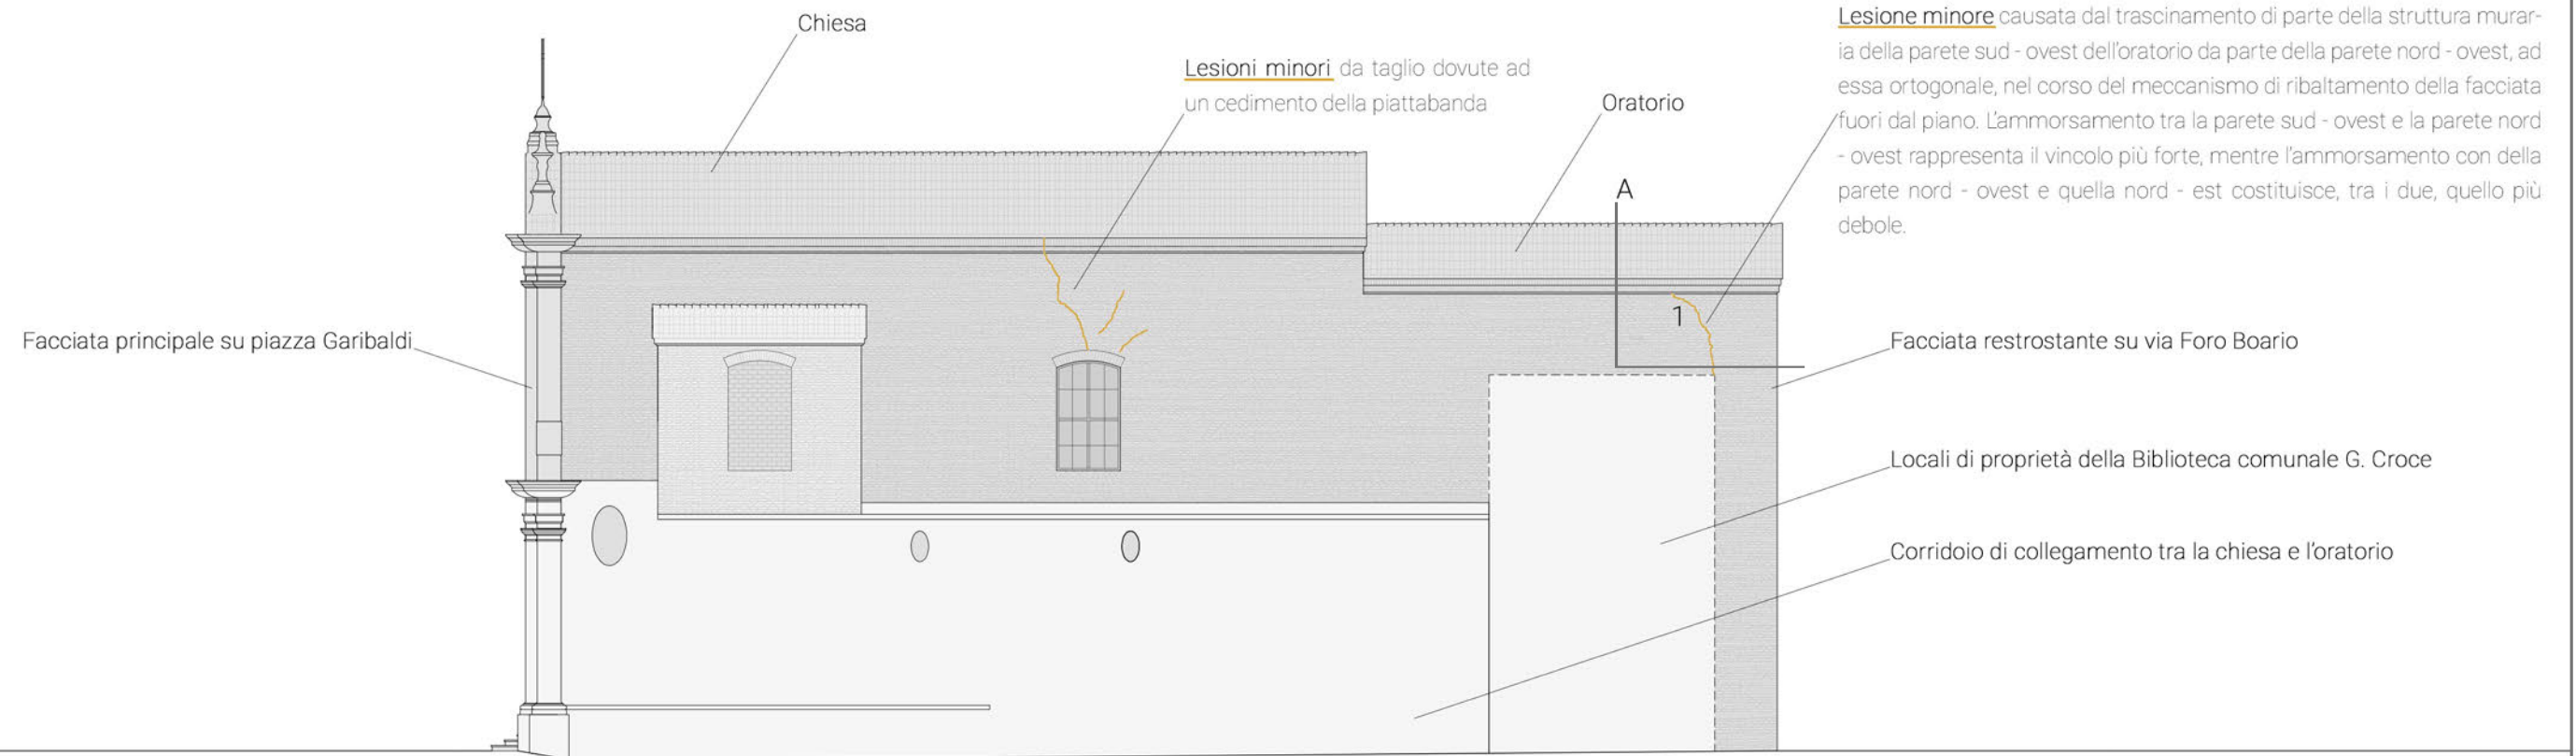 Chiesa
Lesioni minori da taglio dovute ad
un cedimento della piattabanda
Oratorio
Lesione minore causata dal trascinamento di parte della struttura murar-
ia della parete sud - ovest dell'oratorio da parte della parete nord - ovest, ad
essa ortogonale, nel corso del meccanismo di ribaltamento della facciata
fuori dal piano. L'ammorsamento tra la parete sud - ovest e la parete nord
- ovest rappresenta il vincolo più forte, mentre l'ammorsamento con della
parete nord - ovest e quella nord - est costituisce, tra i due, quello più
debole.
A
1
Facciata principale su piazza Garibaldi
Facciata restrostante su via Foro Boario
Locali di proprietà della Biblioteca comunale G. Croce
Corridoio di collegamento tra la chiesa e l'oratorio